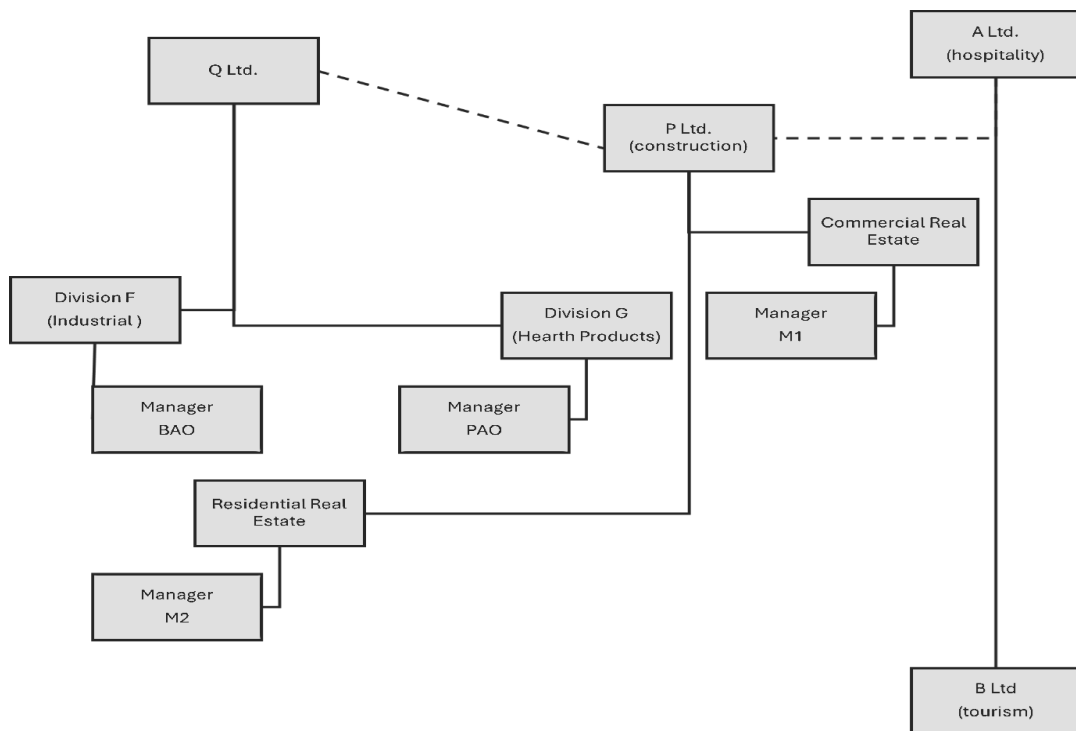 A Ltd.
(hospitality)
Q Ltd.
P Ltd.
(construction)
Commercial Real
Estate
Division F
(Industrial )
Division G
(Hearth Products)
Manager
M1
Manager
BAO
Manager
PAO
Residential Real
Estate
Manager
M2
B Ltd
(tourism)